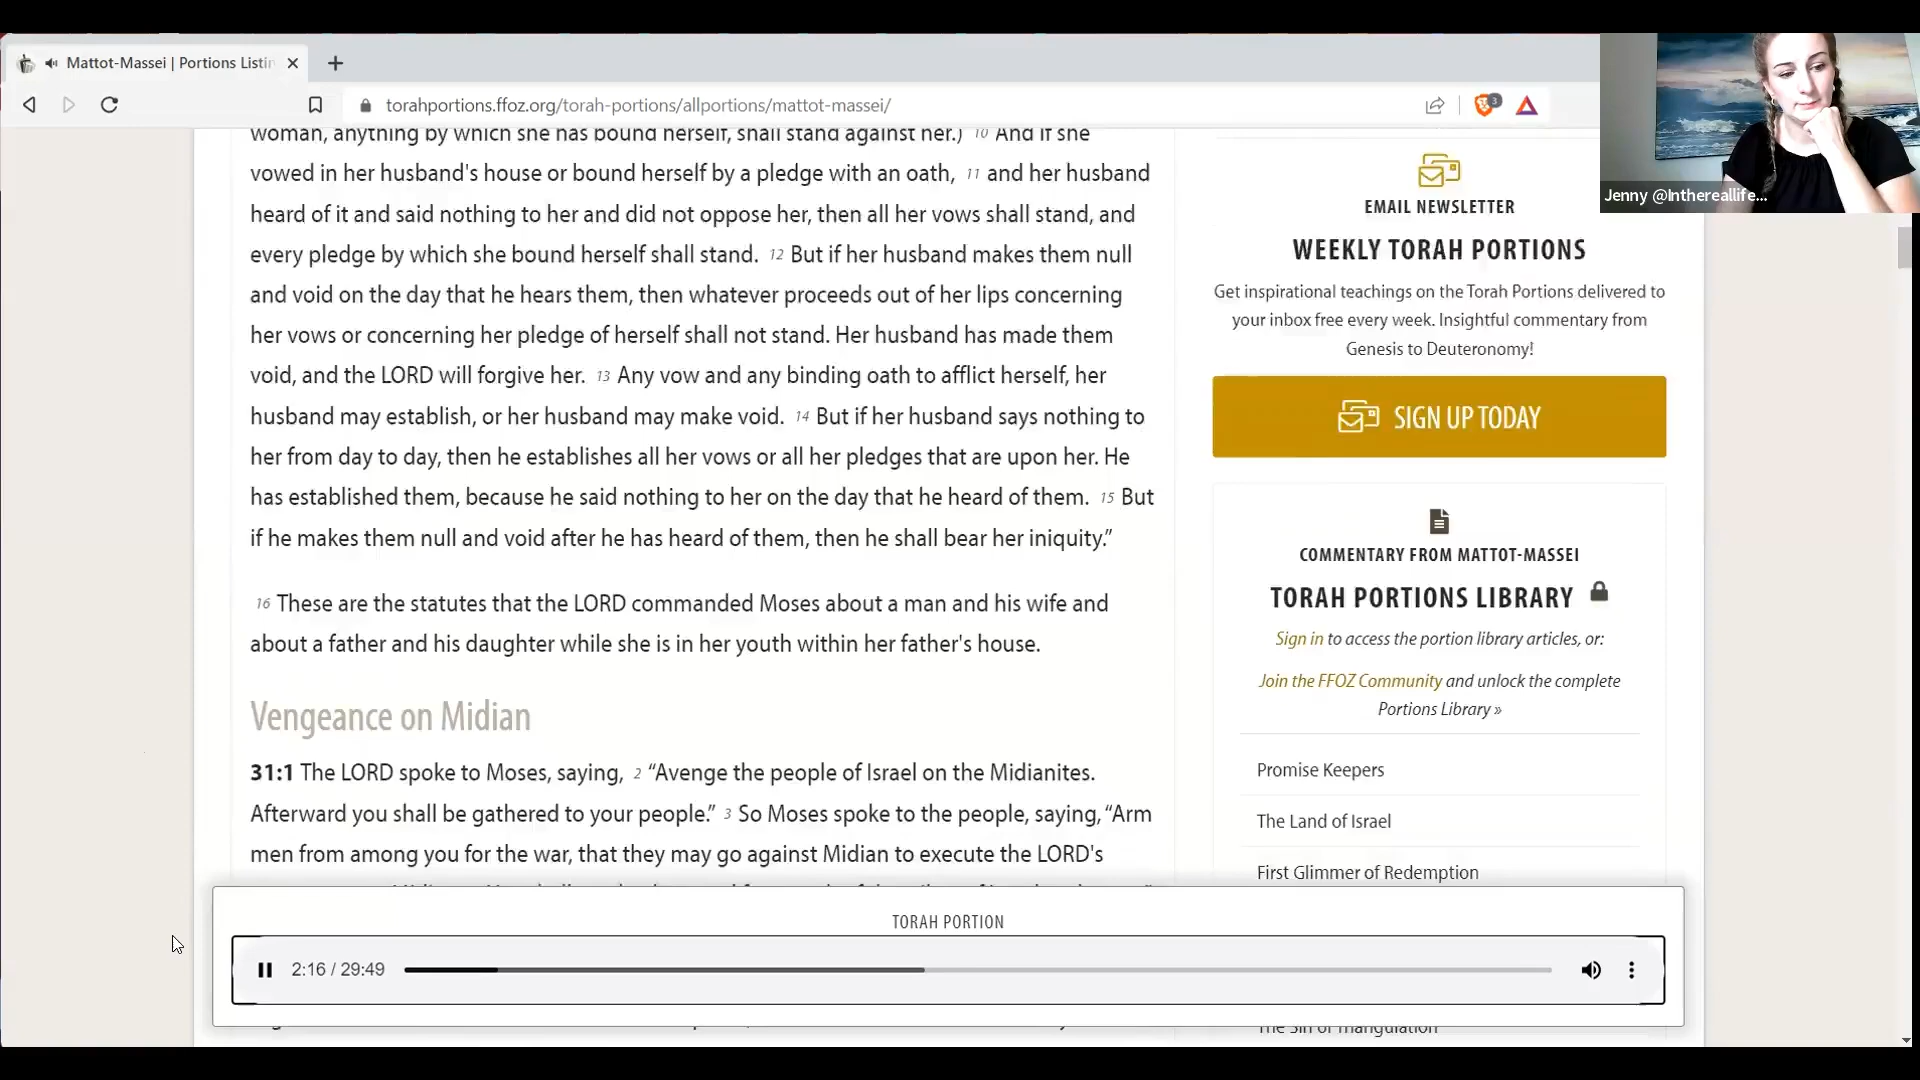 Mattot-Massei | Portions Listin
torahportions.ffoz.org/torah-portions/allportions/mattot-massei/
3
Jenny @Inthereallife...
woman, anything by which she has bound herself, shall stand against her.) 10 And if she
vowed in her husband's house or bound herself by a pledge with an oath, 11 and her husband
heard of it and said nothing to her and did not oppose her, then all her vows shall stand, and
every pledge by which she bound herself shall stand. 12 But if her husband makes them null
and void on the day that he hears them, then whatever proceeds out of her lips concerning
her vows or concerning her pledge of herself shall not stand. Her husband has made them
void, and the LORD will forgive her. 13 Any vow and any binding oath to afflict herself, her
husband may establish, or her husband may make void. 14 But if her husband says nothing to
her from day to day, then he establishes all her vows or all her pledges that are upon her. He
has established them, because he said nothing to her on the day that he heard of them. 15 But
if he makes them null and void after he has heard of them, then he shall bear her iniquity.”
16 These are the statutes that the LORD commanded Moses about a man and his wife and
about a father and his daughter while she is in her youth within her father's house.
Vengeance on Midian
31:1 The LORD spoke to Moses, saying, 2 “Avenge the people of Israel on the Midianites.
Afterward you shall be gathered to your people.” 3 So Moses spoke to the people, saying, “Arm
men from among you for the war, that they may go against Midian to execute the LORD's
EMAIL NEWSLETTER
WEEKLY TORAH PORTIONS
Get inspirational teachings on the Torah Portions delivered to
your inbox free every week. Insightful commentary from
Genesis to Deuteronomy!
SIGN UP TODAY
COMMENTARY FROM MATTOT-MASSEI
TORAH PORTIONS LIBRARY
Sign in to access the portion library articles, or:
Join the FFOZ Community and unlock the complete
Portions Library »
Promise Keepers
The Land of Israel
First Glimmer of Redemption
The Sin of Triangulation
TORAH PORTION
2:16 / 29:49